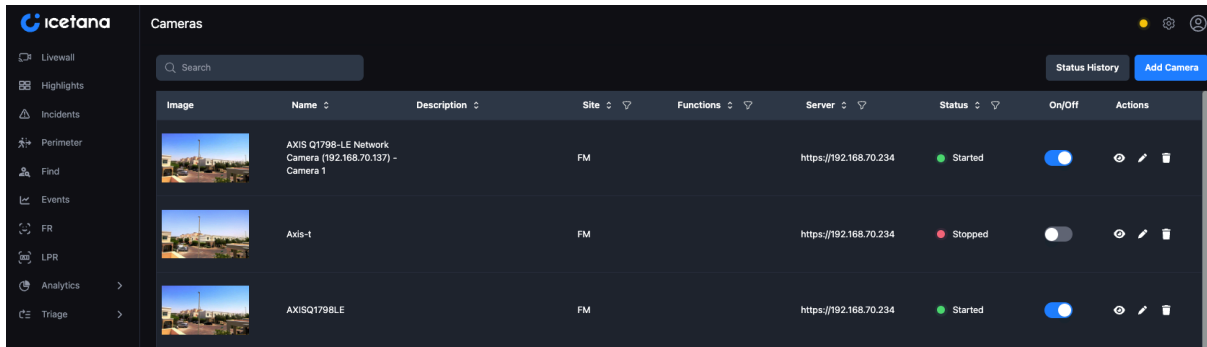 icetana
Cameras
Livewall
Highlights
Incidents
Perimeter
Find
Events
FR
LPR
Analytics
Triage
Search
Status History
Add Camera
Image Name Description Site Functions Server Status On/Off Actions
AXIS Q1798-LE Network
Camera (192.168.70.137) -
Camera 1
FM
https://192.168.70.234
Started
Axis-t
FM
https://192.168.70.234
Stopped
AXISQ1798LE
FM
https://192.168.70.234
Started